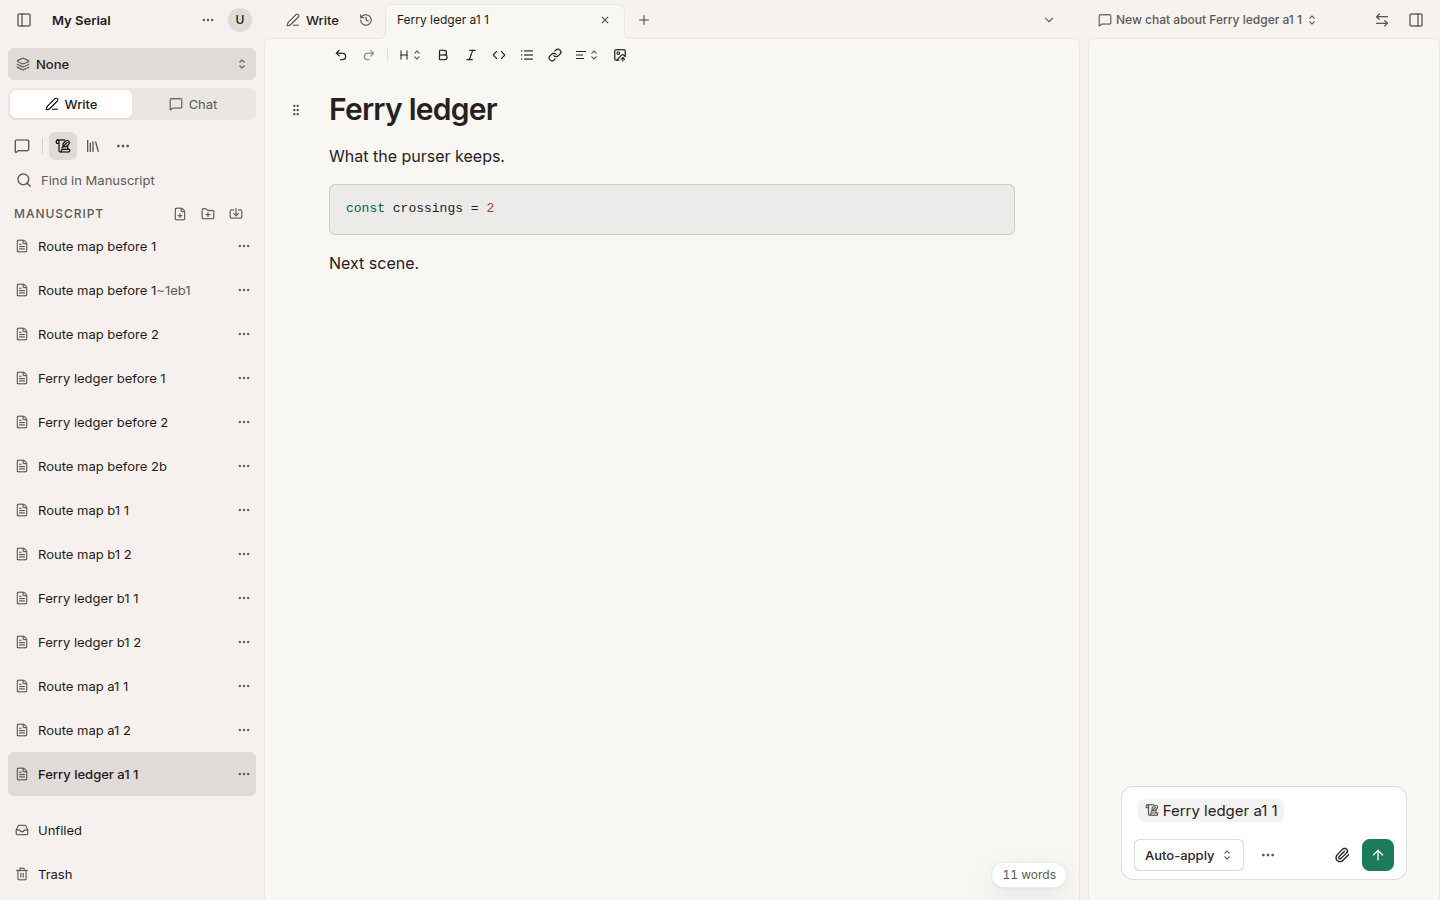 My Serial
U
None
Write
Chat
Find in Manuscript
MANUSCRIPT
Route map before 1
Route map before 1~1eb1
Route map before 2
Ferry ledger before 1
Ferry ledger before 2
Route map before 2b
Route map b1 1
Route map b1 2
Ferry ledger b1 1
Ferry ledger b1 2
Route map a1 1
Route map a1 2
Ferry ledger a1 1
Unfiled
Trash
Write
Ferry ledger a1 1
H
Ferry ledger
What the purser keeps.
const crossings = 2
Next scene.
11 words
New chat about Ferry ledger a1 1
Ferry ledger a1 1
Auto-apply